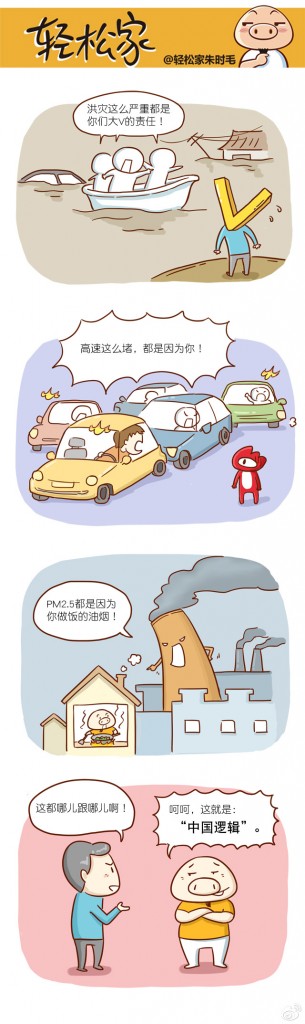 轻松家
@轻松家朱时毛
洪灾这么严重都是
你们大V的责任！
V
高速这么堵，都是因为你！
PM2.5都是因为
你做饭的油烟！
这都哪儿跟哪儿啊！
呵呵，这就是：
“中国逻辑”。